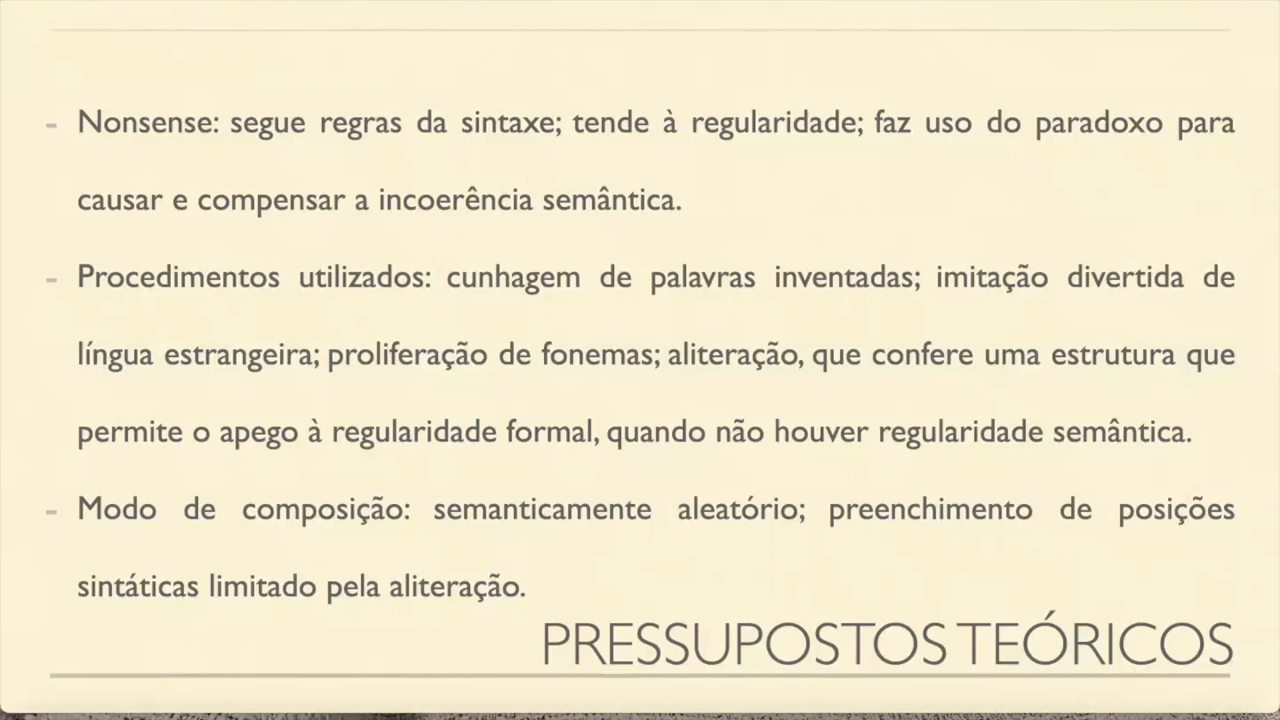 - Nonsense: segue regras da sintaxe; tende à regularidade; faz uso do paradoxo para
causar e compensar a incoerência semântica.
- Procedimentos utilizados: cunhagem de palavras inventadas; imitação divertida de
língua estrangeira; proliferação de fonemas; aliteração, que confere uma estrutura que
permite o apego à regularidade formal, quando não houver regularidade semântica.
- Modo de composição: semanticamente aleatório; preenchimento de posições
sintáticas limitado pela aliteração.
PRESSUPOSTOS TEÓRICOS